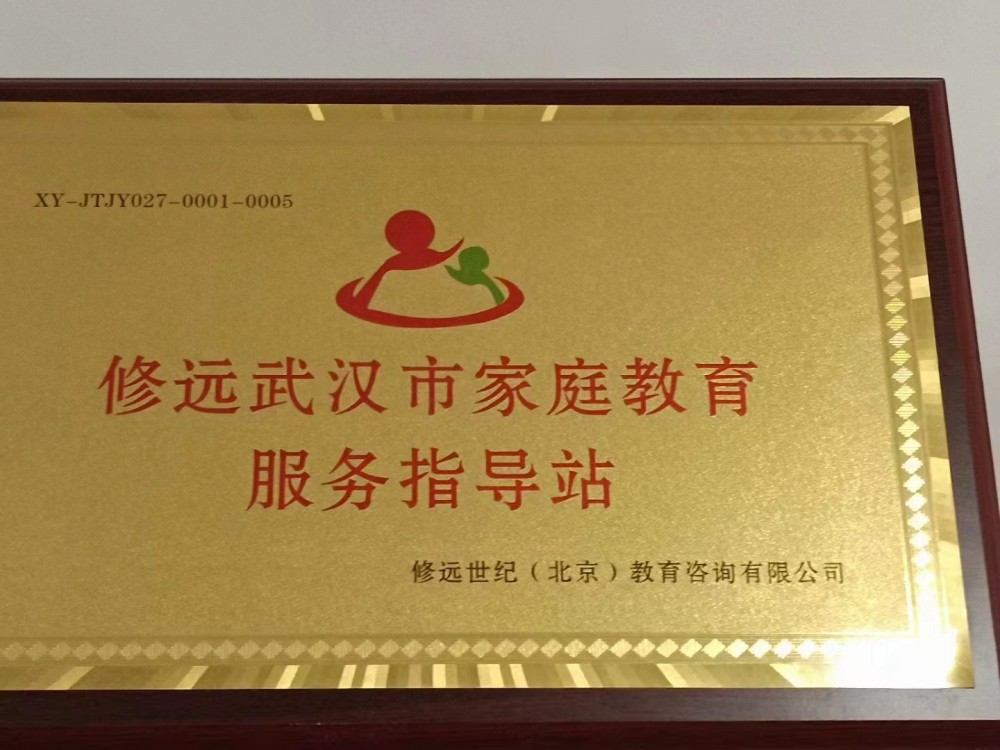 XY-JTJY027-0001-0005
修远武汉市家庭教育
服务指导站
修远世纪（北京）教育咨询有限公司